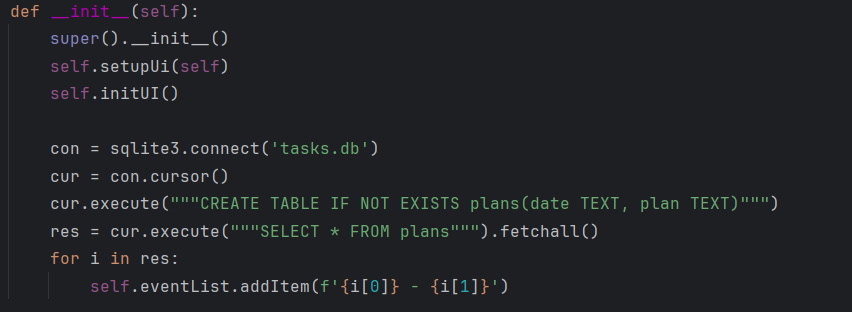 def __init__(self):
    super().__init__()
    self.setupUi(self)
    self.initUI()

    con = sqlite3.connect('tasks.db')
    cur = con.cursor()
    cur.execute("""CREATE TABLE IF NOT EXISTS plans(date TEXT, plan TEXT)""")
    res = cur.execute("""SELECT * FROM plans""").fetchall()
    for i in res:
        self.eventList.addItem(f'{i[0]} - {i[1]}')